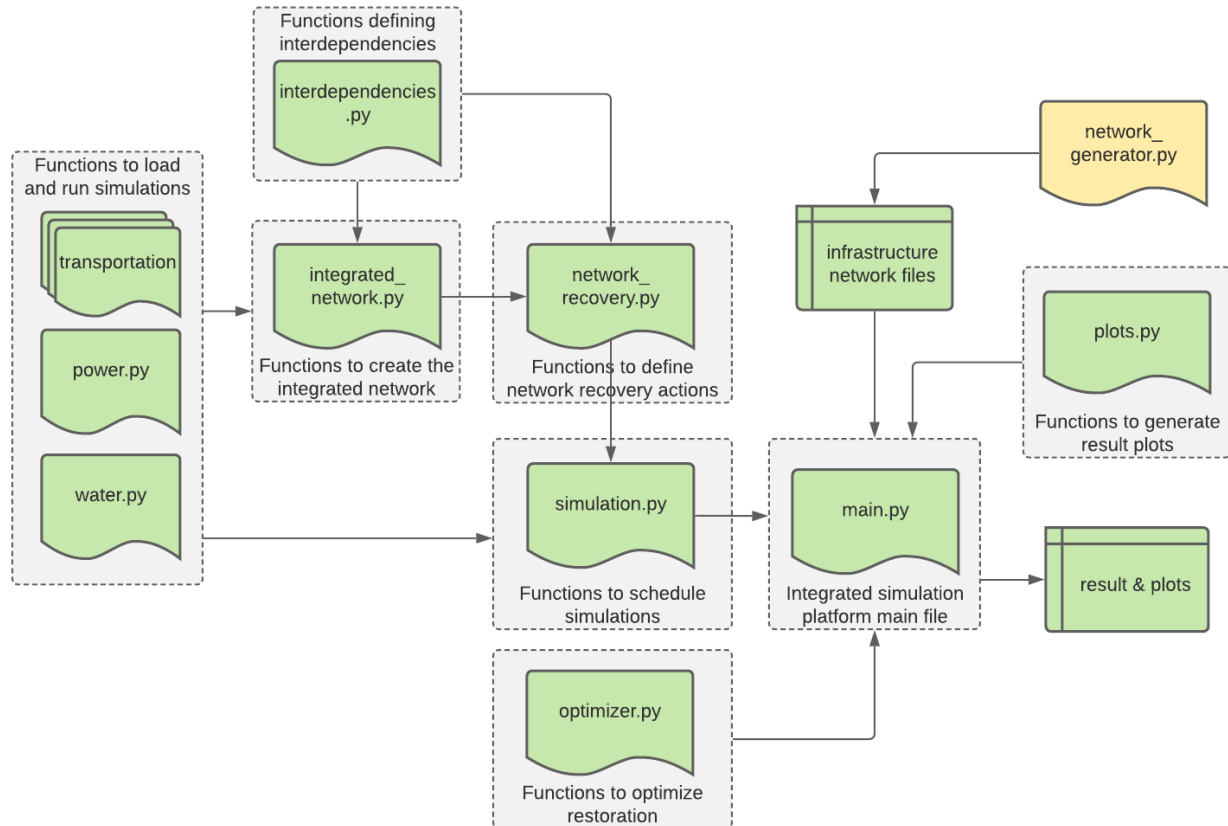 Functions defining
interdependencies
interdependencies
.py
Functions to load
and run simulations
transportation
power.py
water.py
integrated_
network.py
Functions to create the
integrated network
network_
recovery.py
Functions to define
network recovery actions
network_
generator.py
infrastructure
network files
plots.py
Functions to generate
result plots
simulation.py
Functions to schedule
simulations
main.py
Integrated simulation
platform main file
result & plots
optimizer.py
Functions to optimize
restoration